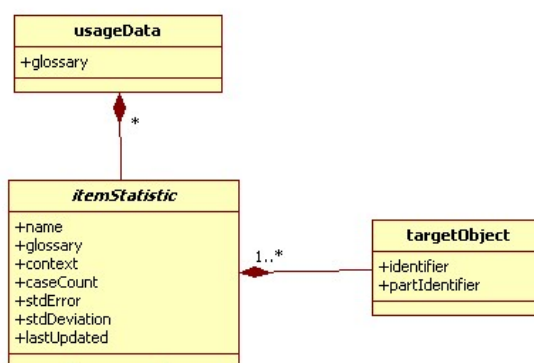 usageData
+glossary
*
itemStatistic
+name
+glossary
+context
+caseCount
+stdError
+stdDeviation
+lastUpdated
1..*
targetObject
+identifier
+partIdentifier